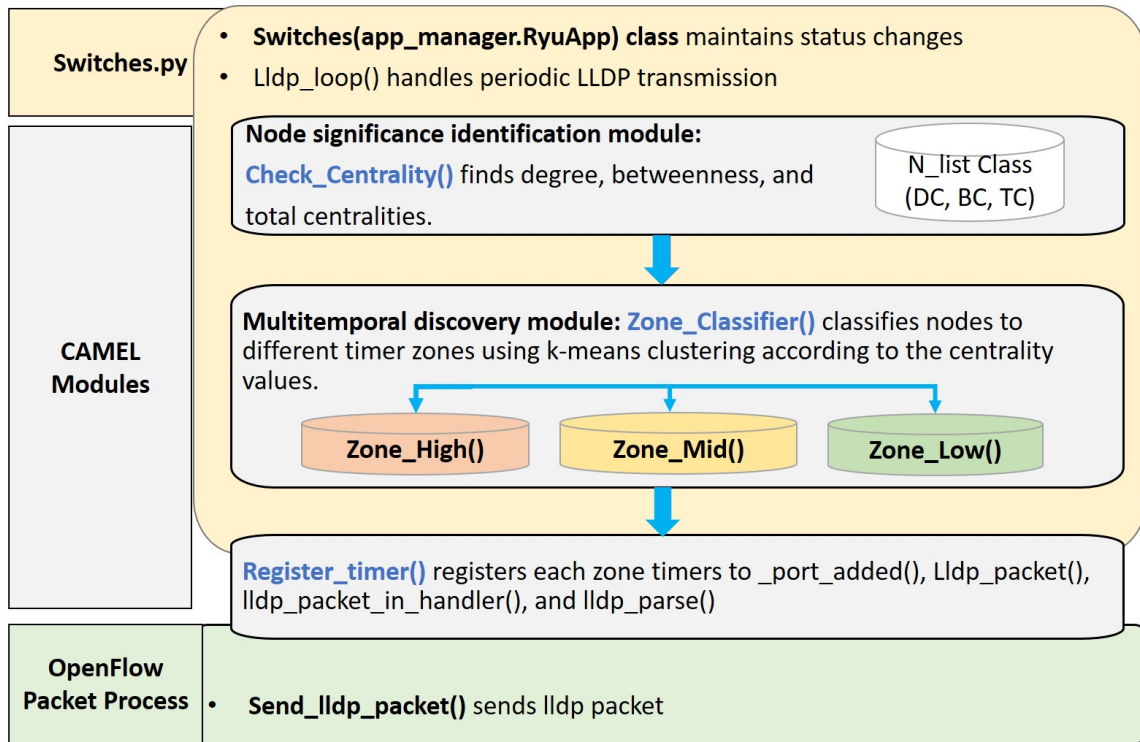 Switches.py
• Switches(app_manager.RyuApp) class maintains status changes
• Lldp_loop() handles periodic LLDP transmission
CAMEL
Modules
Node significance identification module:
Check_Centrality() finds degree, betweenness, and
total centralities.
N_list Class
(DC, BC, TC)
Multitemporal discovery module: Zone_Classifier() classifies nodes to
different timer zones using k-means clustering according to the centrality
values.
Zone_High()
Zone_Mid()
Zone_Low()
Register_timer() registers each zone timers to _port_added(), Lldp_packet(),
lldp_packet_in_handler(), and lldp_parse()
OpenFlow
Packet Process
• Send_lldp_packet() sends lldp packet